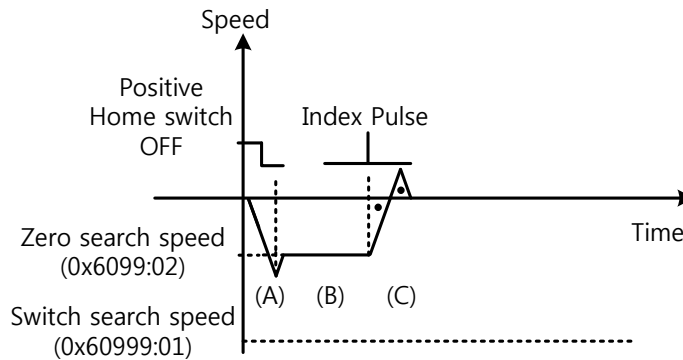 Speed
Positive
Home switch
OFF
Index Pulse
Time
Zero search speed
(0x6099:02)
(A)
(B)
(C)
Switch search speed
(0x60999:01)